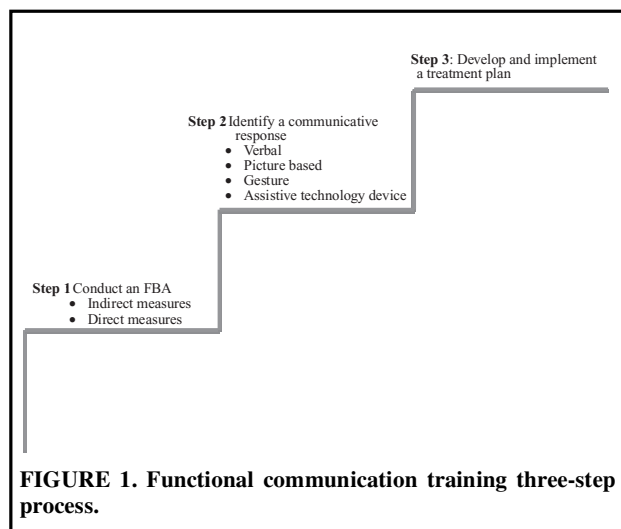 Step 3: Develop and implement
a treatment plan
Step 2 Identify a communicative
response
• Verbal
• Picture based
• Gesture
• Assistive technology device
Step 1 Conduct an FBA
• Indirect measures
• Direct measures
FIGURE 1. Functional communication training three-step
process.